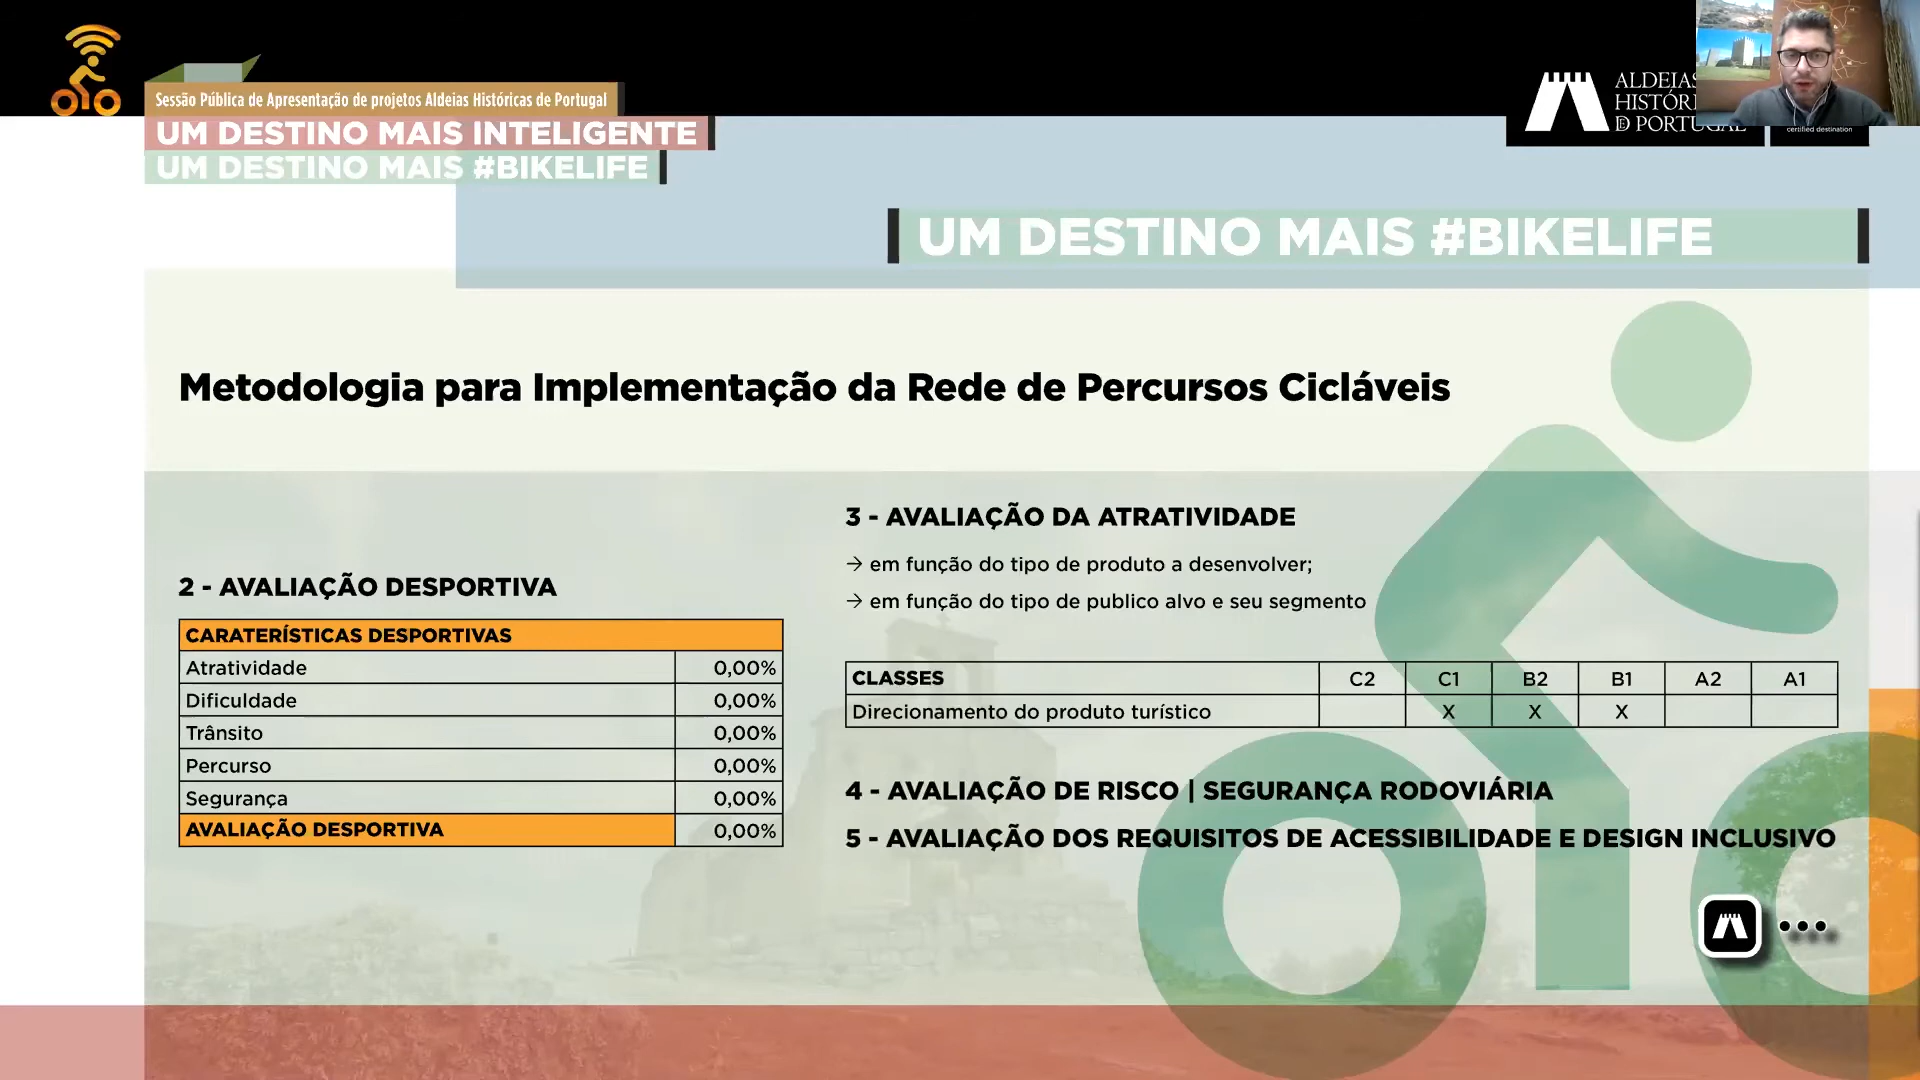 Sessão Pública de Apresentação de projetos Aldeias Históricas de Portugal
UM DESTINO MAIS INTELIGENTE
UM DESTINO MAIS #BIKELIFE
ALDEIAS
DE PORTUGAL
certified destination
UM DESTINO MAIS #BIKELIFE
Metodologia para Implementação da Rede de Percursos Cicláveis
2 - AVALIAÇÃO DESPORTIVA
CARATERÍSTICAS DESPORTIVAS
Atratividade 0,00%
Dificuldade 0,00%
Trânsito 0,00%
Percurso 0,00%
Segurança 0,00%
AVALIAÇÃO DESPORTIVA 0,00%
3 - AVALIAÇÃO DA ATRATIVIDADE
→ em função do tipo de produto a desenvolver;
→ em função do tipo de publico alvo e seu segmento
CLASSES C2 C1 B2 B1 A2 A1
Direcionamento do produto turístico X X X
4 - AVALIAÇÃO DE RISCO | SEGURANÇA RODOVIÁRIA
5 - AVALIAÇÃO DOS REQUISITOS DE ACESSIBILIDADE E DESIGN INCLUSIVO
•••